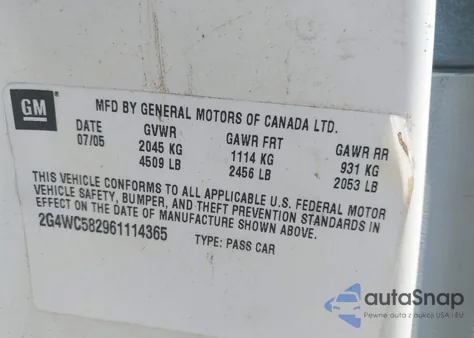 GM
MFD BY GENERAL MOTORS OF CANADA LTD.
DATE GVWR GAWR FRT GAWR RR
07/05 2045 KG 1114 KG 931 KG
4509 LB 2456 LB 2053 LB
THIS VEHICLE CONFORMS TO ALL APPLICABLE U.S. FEDERAL MOTOR
VEHICLE SAFETY, BUMPER, AND THEFT PREVENTION STANDARDS IN
EFFECT ON THE DATE OF MANUFACTURE SHOWN ABOVE.
2G4WC582961114365 TYPE: PASS CAR
autoSnap
Pewne auta z aukcji USA i EU